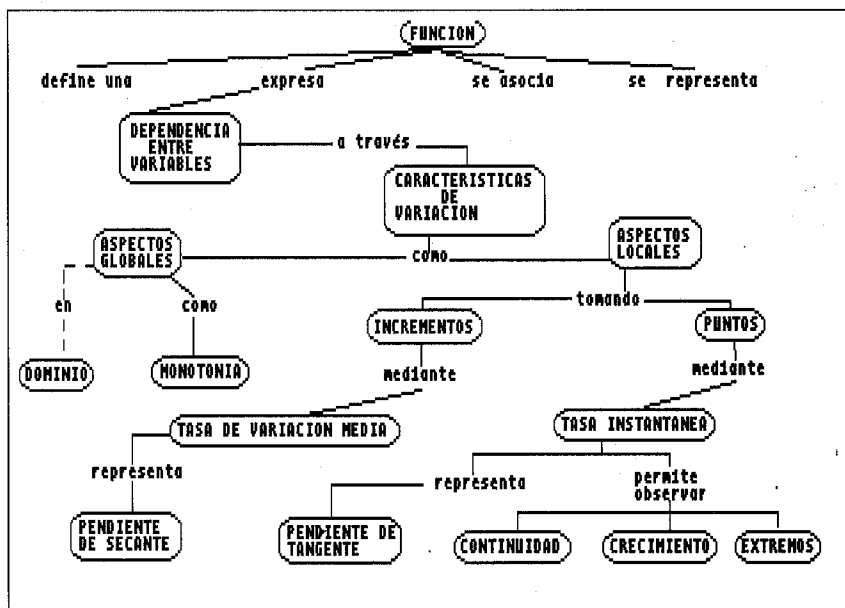 FUNCION
define una expresa se asocia se representa
DEPENDENCIA
ENTRE
VARIABLES
a través
CARACTERISTICAS
DE
VARIACION
ASPECTOS
GLOBALES
como
ASPECTOS
LOCALES
en
como
tomando
INCREMENTOS
PUNTOS
DOMINIO
MONOTONIA
mediante
mediante
TASA DE VARIACION MEDIA
TASA INSTANTANEA
representa
representa
permite
observar
PENDIENTE
DE SECANTE
PENDIENTE DE
TANGENTE
CONTINUIDAD
CRECIMIENTO
EXTREMOS